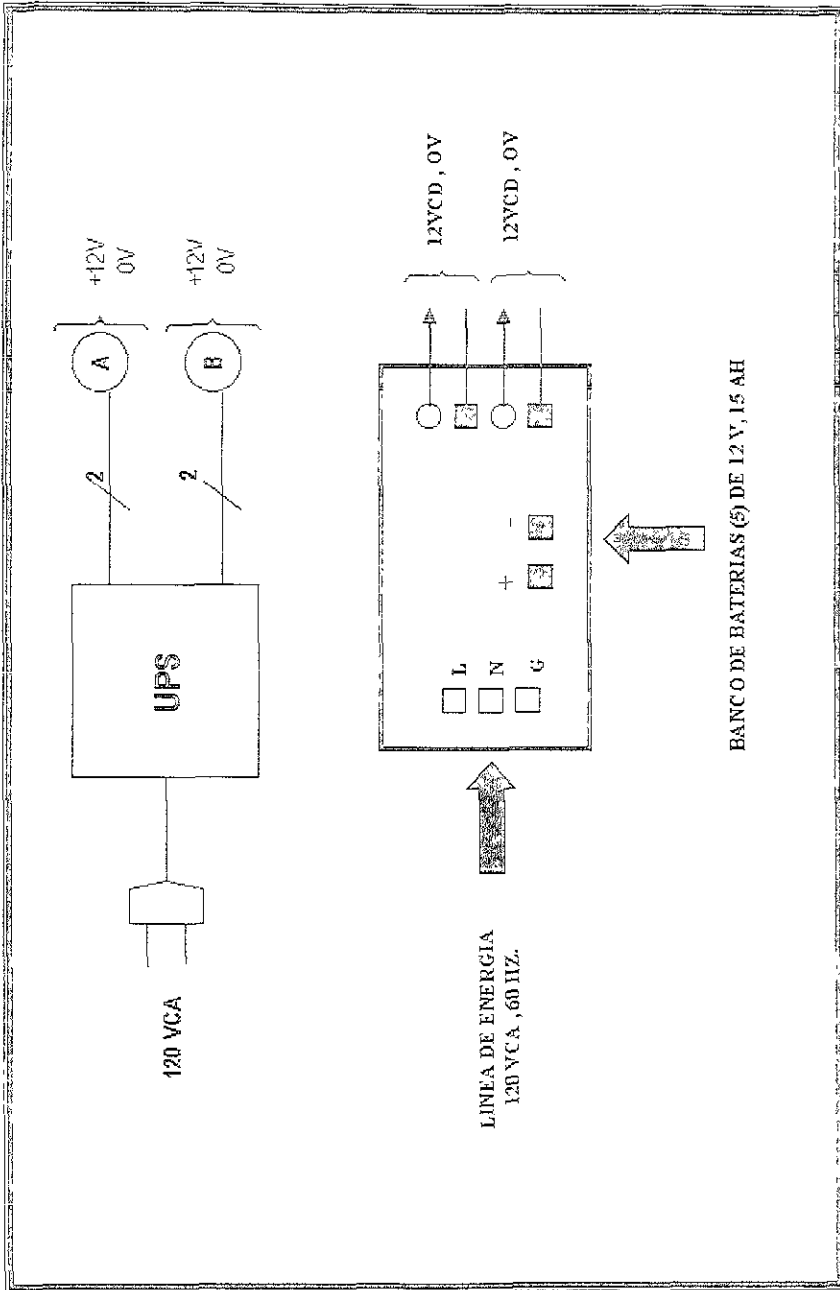 120 VCA
UPS
2
2
A
B
+12V
0V
+12V
0V
LINEA DE ENERGIA
120 VCA , 60 HZ.
L
N
G
+ -
12VCD , 0V
12VCD , 0V
BANCO DE BATERIAS (5) DE 12 V, 15 AH